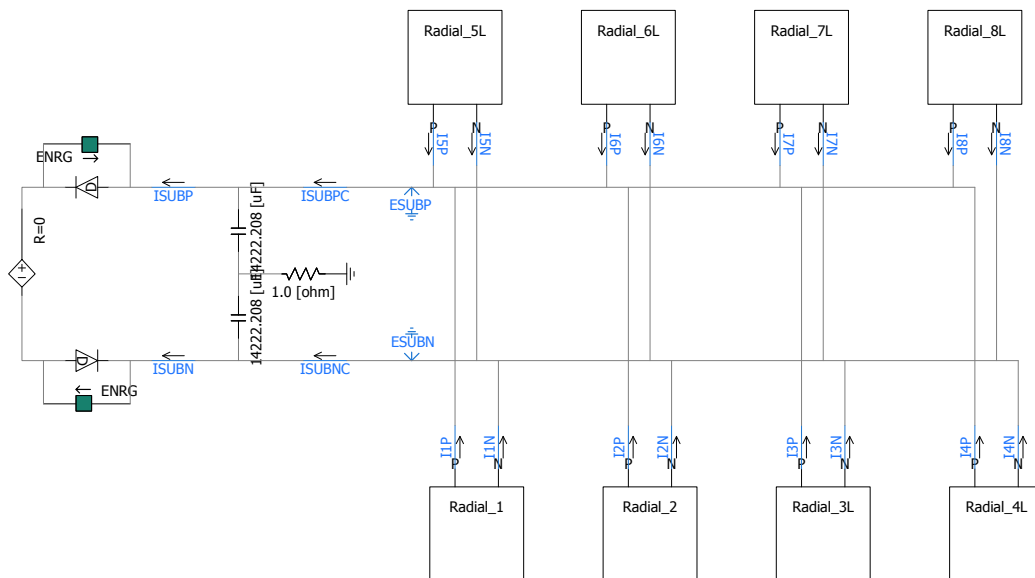 Radial_5L
Radial_6L
Radial_7L
Radial_8L
P
N
P
N
P
N
P
N
I5P
I5N
I6P
I6N
I7P
I7N
I8P
I8N
ENRG
D
ISUBP
ISUBPC
ESUBP
R=0
14222.208 [uF]
1.0 [ohm]
14222.208 [uF]
ESUBN
D
ISUBN
ISUBNC
ENRG
I1P
I1N
I2P
I2N
I3P
I3N
I4P
I4N
P
N
P
N
P
N
P
N
Radial_1
Radial_2
Radial_3L
Radial_4L